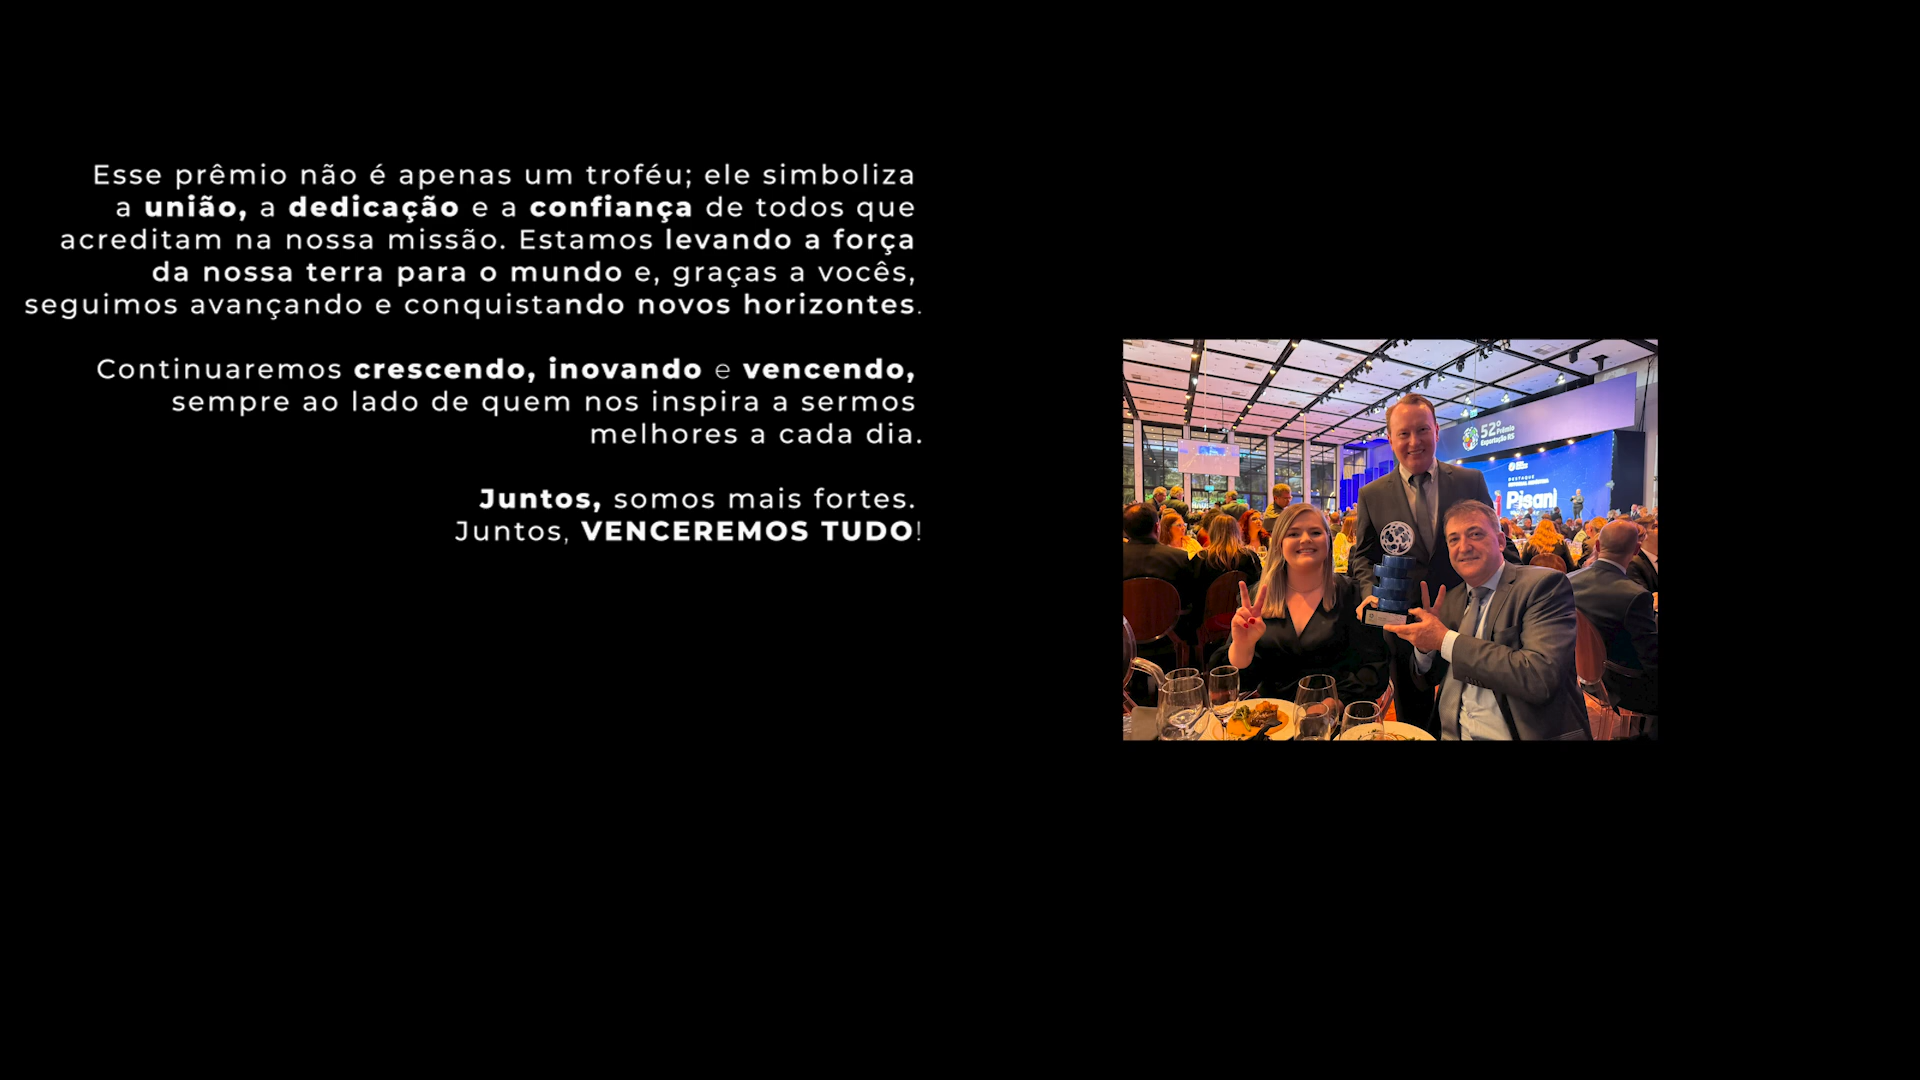 Esse prêmio não é apenas um troféu; ele simboliza
a união, a dedicação e a confiança de todos que
acreditam na nossa missão. Estamos levando a força
da nossa terra para o mundo e, graças a vocês,
seguimos avançando e conquistando novos horizontes.
Continuaremos crescendo, inovando e vencendo,
sempre ao lado de quem nos inspira a sermos
melhores a cada dia.
Juntos, somos mais fortes.
Juntos, VENCEREMOS TUDO!
52º Prêmio
Exportação RS
DESTAQUE
Pisani